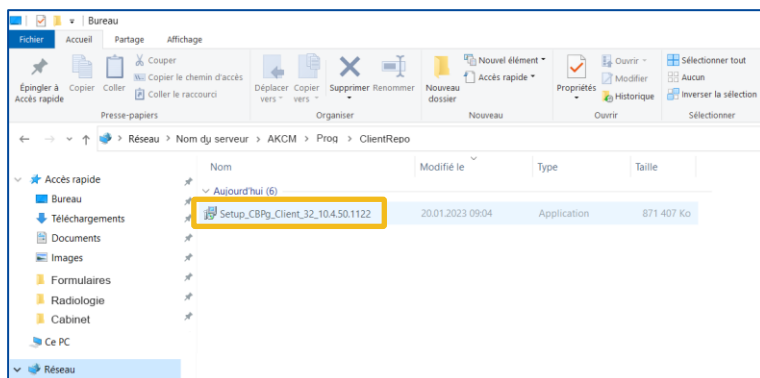 Bureau
Fichier Accueil Partage Affichage
Épingler à Accès rapide
Copier
Coller
Couper
Copier le chemin d'accès
Coller le raccourci
Presse-papiers
Déplacer vers
Copier vers
Supprimer
Renommer
Organiser
Nouveau dossier
Nouvel élément
Accès rapide
Nouveau
Propriétés
Ouvrir
Modifier
Historique
Ouvrir
Sélectionner tout
Aucun
Inverser la sélection
Sélectionner
> Réseau > Nom du serveur > AKCM > Prog > ClientRepo
Nom Modifié le Type Taille
Accès rapide
Bureau
Téléchargements
Documents
Images
Formulaires
Radiologie
Cabinet
Ce PC
Réseau
Aujourd'hui (6)
Setup_CBPg_Client_32_10.4.50.1122 20.01.2023 09:04 Application 871 407 Ko